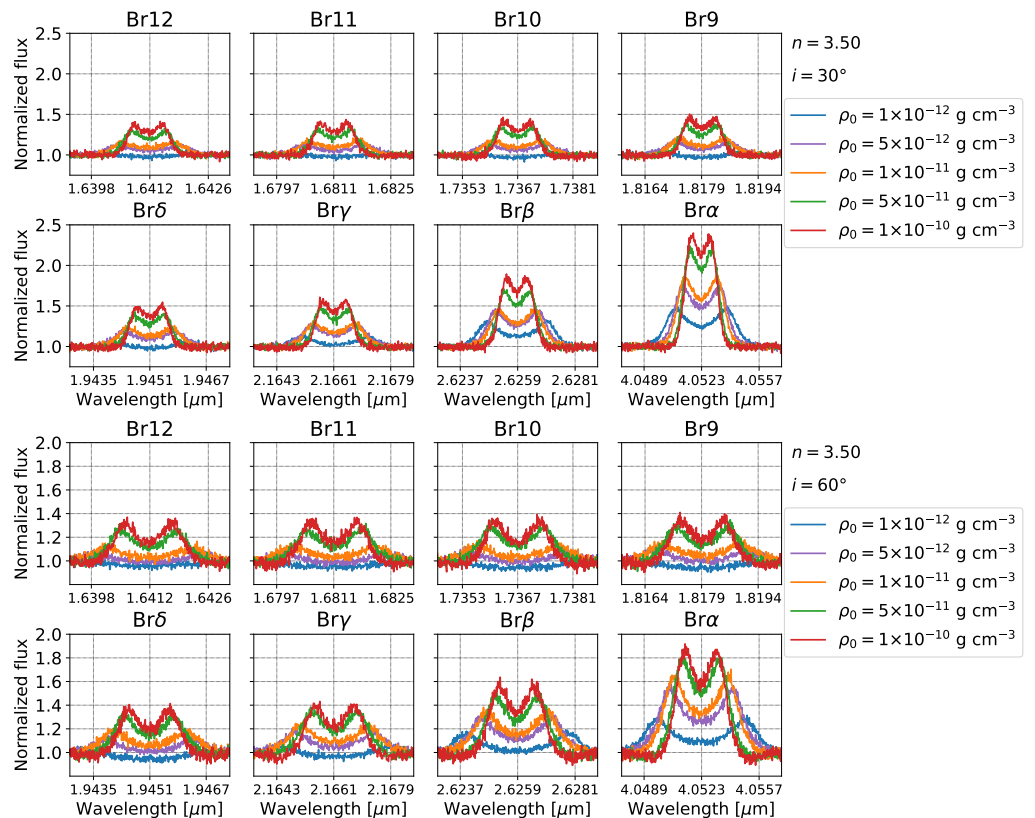 Br12 Br11 Br10 Br9
Normalized flux
2.5
2.0
1.5
1.0
1.6398 1.6412 1.6426 1.6797 1.6811 1.6825 1.7353 1.7367 1.7381 1.8164 1.8179 1.8194
n = 3.50
i = 30°
ρ₀ = 1×10⁻¹² g cm⁻³
ρ₀ = 5×10⁻¹² g cm⁻³
ρ₀ = 1×10⁻¹¹ g cm⁻³
ρ₀ = 5×10⁻¹¹ g cm⁻³
ρ₀ = 1×10⁻¹⁰ g cm⁻³
Brδ Brγ Brβ Brα
Normalized flux
2.5
2.0
1.5
1.0
1.9435 1.9451 1.9467 2.1643 2.1661 2.1679 2.6237 2.6259 2.6281 4.0489 4.0523 4.0557
Wavelength [μm] Wavelength [μm] Wavelength [μm] Wavelength [μm]
Br12 Br11 Br10 Br9
Normalized flux
2.0
1.8
1.6
1.4
1.2
1.0
1.6398 1.6412 1.6426 1.6797 1.6811 1.6825 1.7353 1.7367 1.7381 1.8164 1.8179 1.8194
n = 3.50
i = 60°
ρ₀ = 1×10⁻¹² g cm⁻³
ρ₀ = 5×10⁻¹² g cm⁻³
ρ₀ = 1×10⁻¹¹ g cm⁻³
ρ₀ = 5×10⁻¹¹ g cm⁻³
ρ₀ = 1×10⁻¹⁰ g cm⁻³
Brδ Brγ Brβ Brα
Normalized flux
2.0
1.8
1.6
1.4
1.2
1.0
1.9435 1.9451 1.9467 2.1643 2.1661 2.1679 2.6237 2.6259 2.6281 4.0489 4.0523 4.0557
Wavelength [μm] Wavelength [μm] Wavelength [μm] Wavelength [μm]